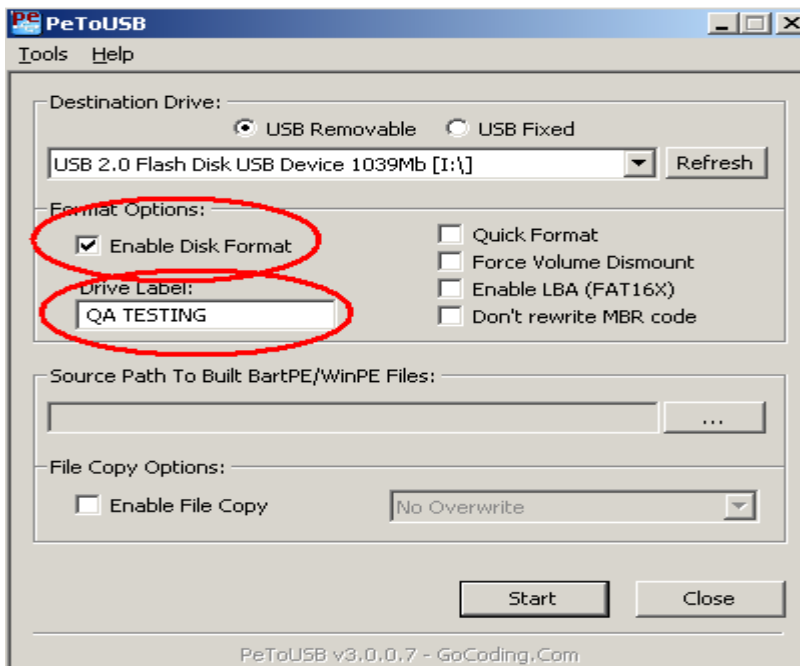 PeToUSB
Tools Help
Destination Drive:
USB Removable USB Fixed
USB 2.0 Flash Disk USB Device 1039Mb [I:\] Refresh
Format Options:
Enable Disk Format
Quick Format
Force Volume Dismount
Drive Label:
Enable LBA (FAT16X)
QA TESTING
Don't rewrite MBR code
Source Path To Built BartPE/WinPE Files:
...
File Copy Options:
Enable File Copy No Overwrite
Start Close
PeToUSB v3.0.0.7 - GoCoding.Com